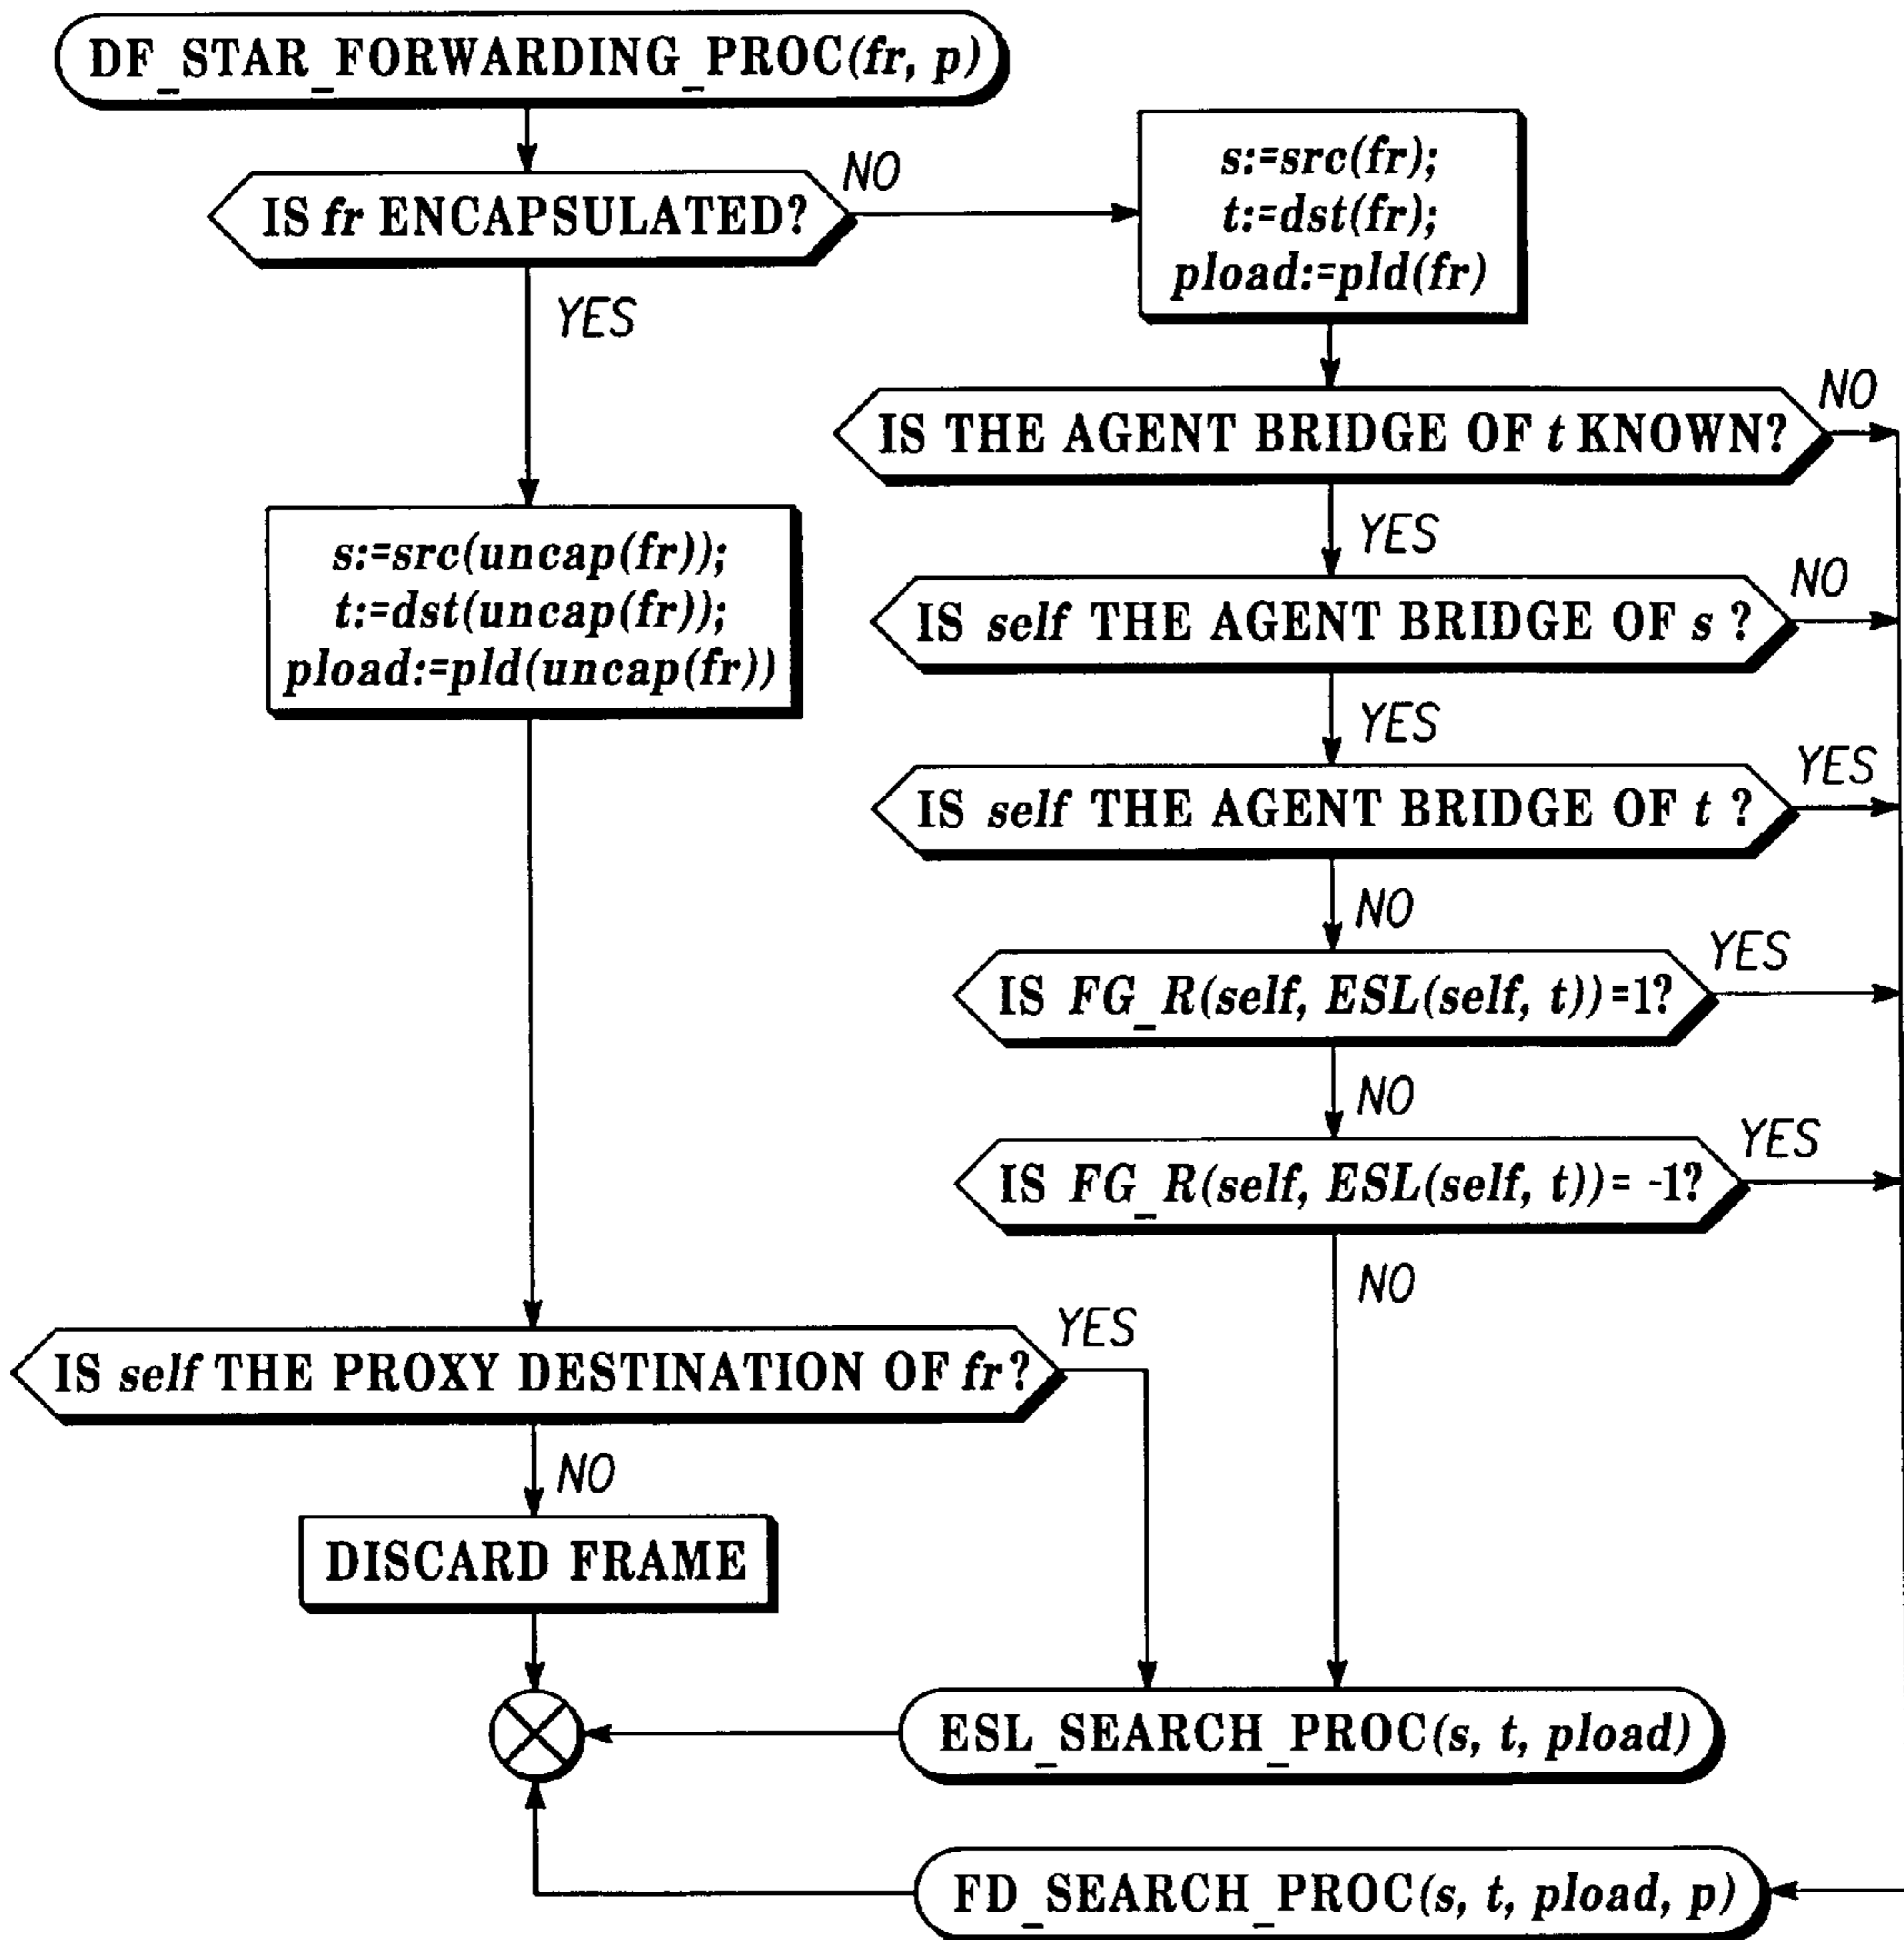 DF_STAR_FORWARDING_PROC(fr, p)
IS fr ENCAPSULATED?
NO
YES
s:=src(fr);
t:=dst(fr);
pload:=pld(fr)
IS THE AGENT BRIDGE OF t KNOWN?
NO
YES
IS self THE AGENT BRIDGE OF s ?
NO
YES
IS self THE AGENT BRIDGE OF t ?
YES
NO
IS FG_R(self, ESL(self, t))=1?
YES
NO
IS FG_R(self, ESL(self, t))= -1?
YES
NO
s:=src(uncap(fr));
t:=dst(uncap(fr));
pload:=pld(uncap(fr))
IS self THE PROXY DESTINATION OF fr?
YES
NO
DISCARD FRAME
ESL_SEARCH_PROC(s, t, pload)
FD_SEARCH_PROC(s, t, pload, p)